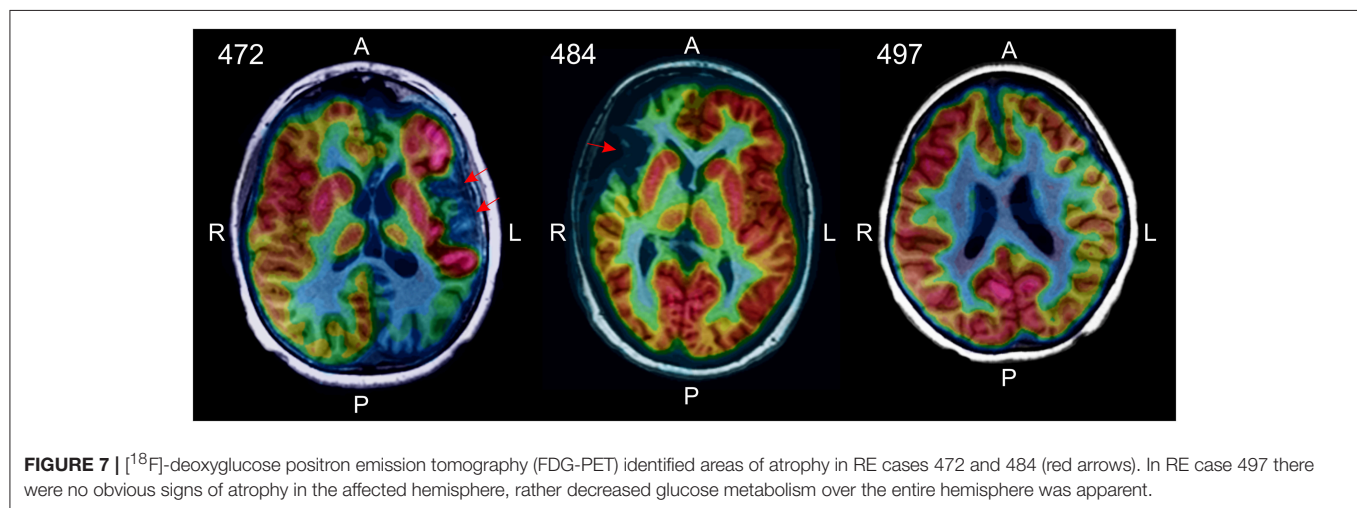 472 A 484 A 497 A
R L R L R L
P P P
FIGURE 7 | [18F]-deoxyglucose positron emission tomography (FDG-PET) identified areas of atrophy in RE cases 472 and 484 (red arrows). In RE case 497 there
were no obvious signs of atrophy in the affected hemisphere, rather decreased glucose metabolism over the entire hemisphere was apparent.